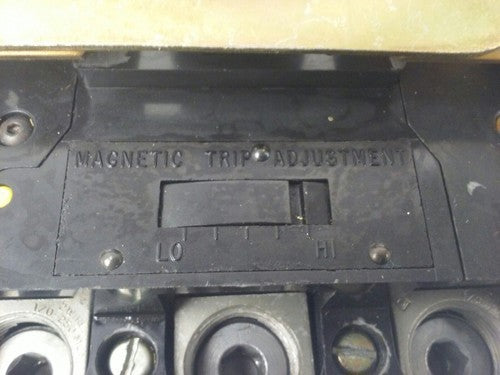 MAGNETIC TRIP ADJUSTMENT
LO HI